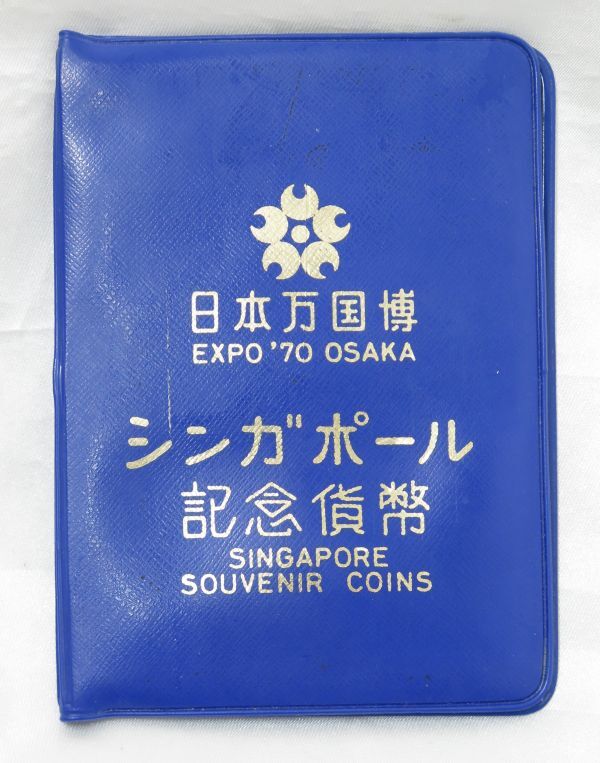 日本万国博
EXPO '70 OSAKA
シンガポール
記念貨幣
SINGAPORE
SOUVENIR COINS